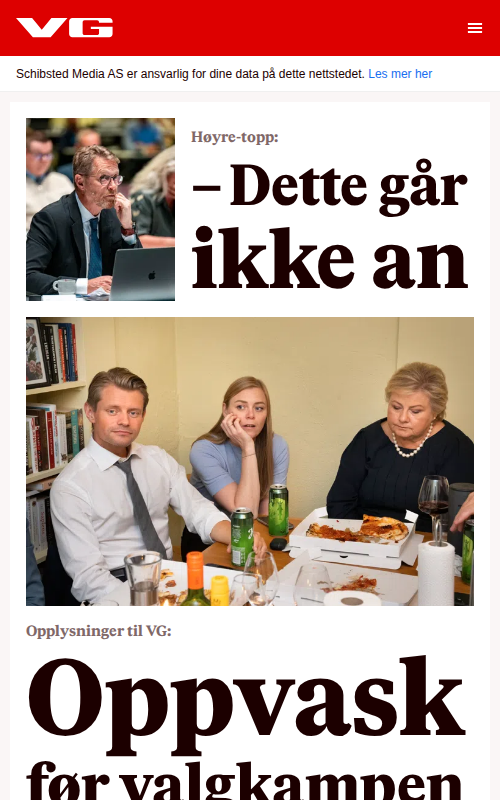 VG
Schibsted Media AS er ansvarlig for dine data på dette nettstedet. Les mer her
Høyre-topp:
– Dette går
ikke an
Opplysninger til VG:
Oppvask
før valgkampen